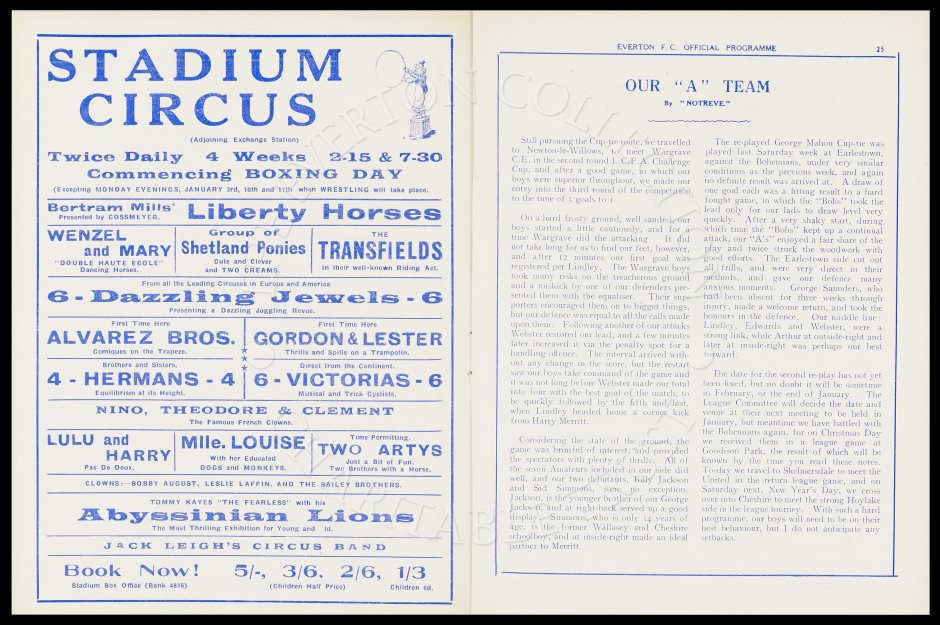 STADIUM
CIRCUS
(Adjoining Exchange Station)
Twice Daily 4 Weeks 2-15 & 7-30
Commencing BOXING DAY
(Excepting MONDAY EVENINGS, JANUARY 3rd, 10th and 17th when WRESTLING will take place.
Bertram Mills'
Presented by COSSMEYER.
Liberty Horses
WENZEL
and MARY
"DOUBLE HAUTE ECOLE"
Dancing Horses.
Group of
Shetland Ponies
Cute and Clever
and TWO CREAMS.
THE
TRANSFIELDS
in their well-known Riding Act.
From all the Leading Circuses in Europe and America
6 - Dazzling Jewels - 6
Presenting a Dazzling Juggling Revue.
First Time Here
ALVAREZ BROS.
Comiques on the Trapeze.
First Time Here
GORDON & LESTER
Thrills and Spills on a Trampolin.
Brothers and Sisters.
4 - HERMANS - 4
Equilibrism at its Height.
Direct from the Continent.
6 - VICTORIAS - 6
Musical and Trick Cyclists.
NINO, THEODORE & CLEMENT
The Famous French Clowns.
LULU and
HARRY
Pas De Deux.
Mlle. LOUISE
With her Educated
DOGS and MONKEYS.
Time Permitting.
TWO ARTYS
Just a Bit of Fun.
Two Brothers with a Horse.
CLOWNS:- BOBBY AUGUST, LESLIE LAFFIN, AND THE BAILEY BROTHERS.
TOMMY KAYES "THE FEARLESS" with his
Abyssinian Lions
The Most Thrilling Exhibition for Young and ld.
JACK LEIGH'S CIRCUS BAND
Book Now! 5/-, 3/6, 2/6, 1/3
Stadium Box Office (Bank 4816) (Children Half Price) Children 6d.
EVERTON F.C. OFFICIAL PROGRAMME 25
OUR "A" TEAM
By "NOTREVE."
Still pursuing the Cup-tie route, we travelled
to Newton-le-Willows, to meet Wargrave
C.E. in the second round L.C.F.A. Challenge
Cup, and after a good game, in which our
boys were superior throughout, we made our
entry into the third round of the competition
to the tune of 5 goals to 1.
On a hard frosty ground, well sanded, our
boys started a little cautiously, and for a
time Wargrave did the attacking. It did
not take long for us to find our feet, however,
and after 12 minutes our first goal was
registered per Lindley. The Wargrave boys
took many risks on the treacherous ground
and a miskick by one of our defenders pre-
sented them with the equaliser. Their sup-
porters encouraged them on to bigger things,
but our defence was equal to all the calls made
upon them. Following another of our attacks
Webster restored our lead, and a few minutes
later increased it via the penalty spot for a
handling offence. The interval arrived with-
out any change in the score, but the restart
saw our boys take command of the game and
it was not long before Webster made our total
into four with the best goal of the match, to
be quickly followed by the fifth and last,
when Lindley headed home a corner kick
from Harry Merritt.
Considering the state of the ground, the
game was brimful of interest, and provided
the spectators with plenty of thrills. All of
the seven Amateurs included in our side did
well, and our two debutants, Billy Jackson
and Sid Simmons, were no exception.
Jackson, is the younger brother of our George
Jackson, and at right-back served up a good
display. Simmons, who is only 14 years of
age, is the former Wallasey and Cheshire
schoolboy, and at inside-right made an ideal
partner to Merritt.
The re-played George Mahon Cup-tie was
played last Saturday week at Earlestown,
against the Bohemians, under very similar
conditions as the previous week, and again
no definite result was arrived at. A draw of
one goal each was a fitting result to a hard
fought game, in which the "Bohs" took the
lead only for our lads to draw level very
quickly. After a very shaky start, during
which time the "Bohs" kept up a continual
attack, our "A's" enjoyed a fair share of the
play and twice struck the woodwork with
good efforts. The Earlestown side cut out
all frills, and were very direct in their
methods, and gave our defence many
anxious moments. George Saunders, who
had been absent for three weeks through
injury, made a welcome return, and took the
honours in the defence. Our middle line:
Lindley, Edwards and Webster, were a
strong link, while Arthur at outside-right and
later at inside-right was perhaps our best
forward.
The date for the second re-play has not yet
been fixed, but no doubt it will be sometime
in February, or the end of January. The
League Committee will decide the date and
venue at their next meeting to be held in
January, but meantime we have battled with
the Bohemians again, for on Christmas Day
we received them in a league game at
Goodison Park, the result of which will be
known by the time you read these notes.
To-day we travel to Skelmersdale to meet the
United in the return league game, and on
Saturday next, New Year's Day, we cross
over into Cheshire to meet the strong Hoylake
side in the league tourney. With such a hard
programme, our boys will need to be on their
best behaviour, but I do not anticipate any
setbacks.